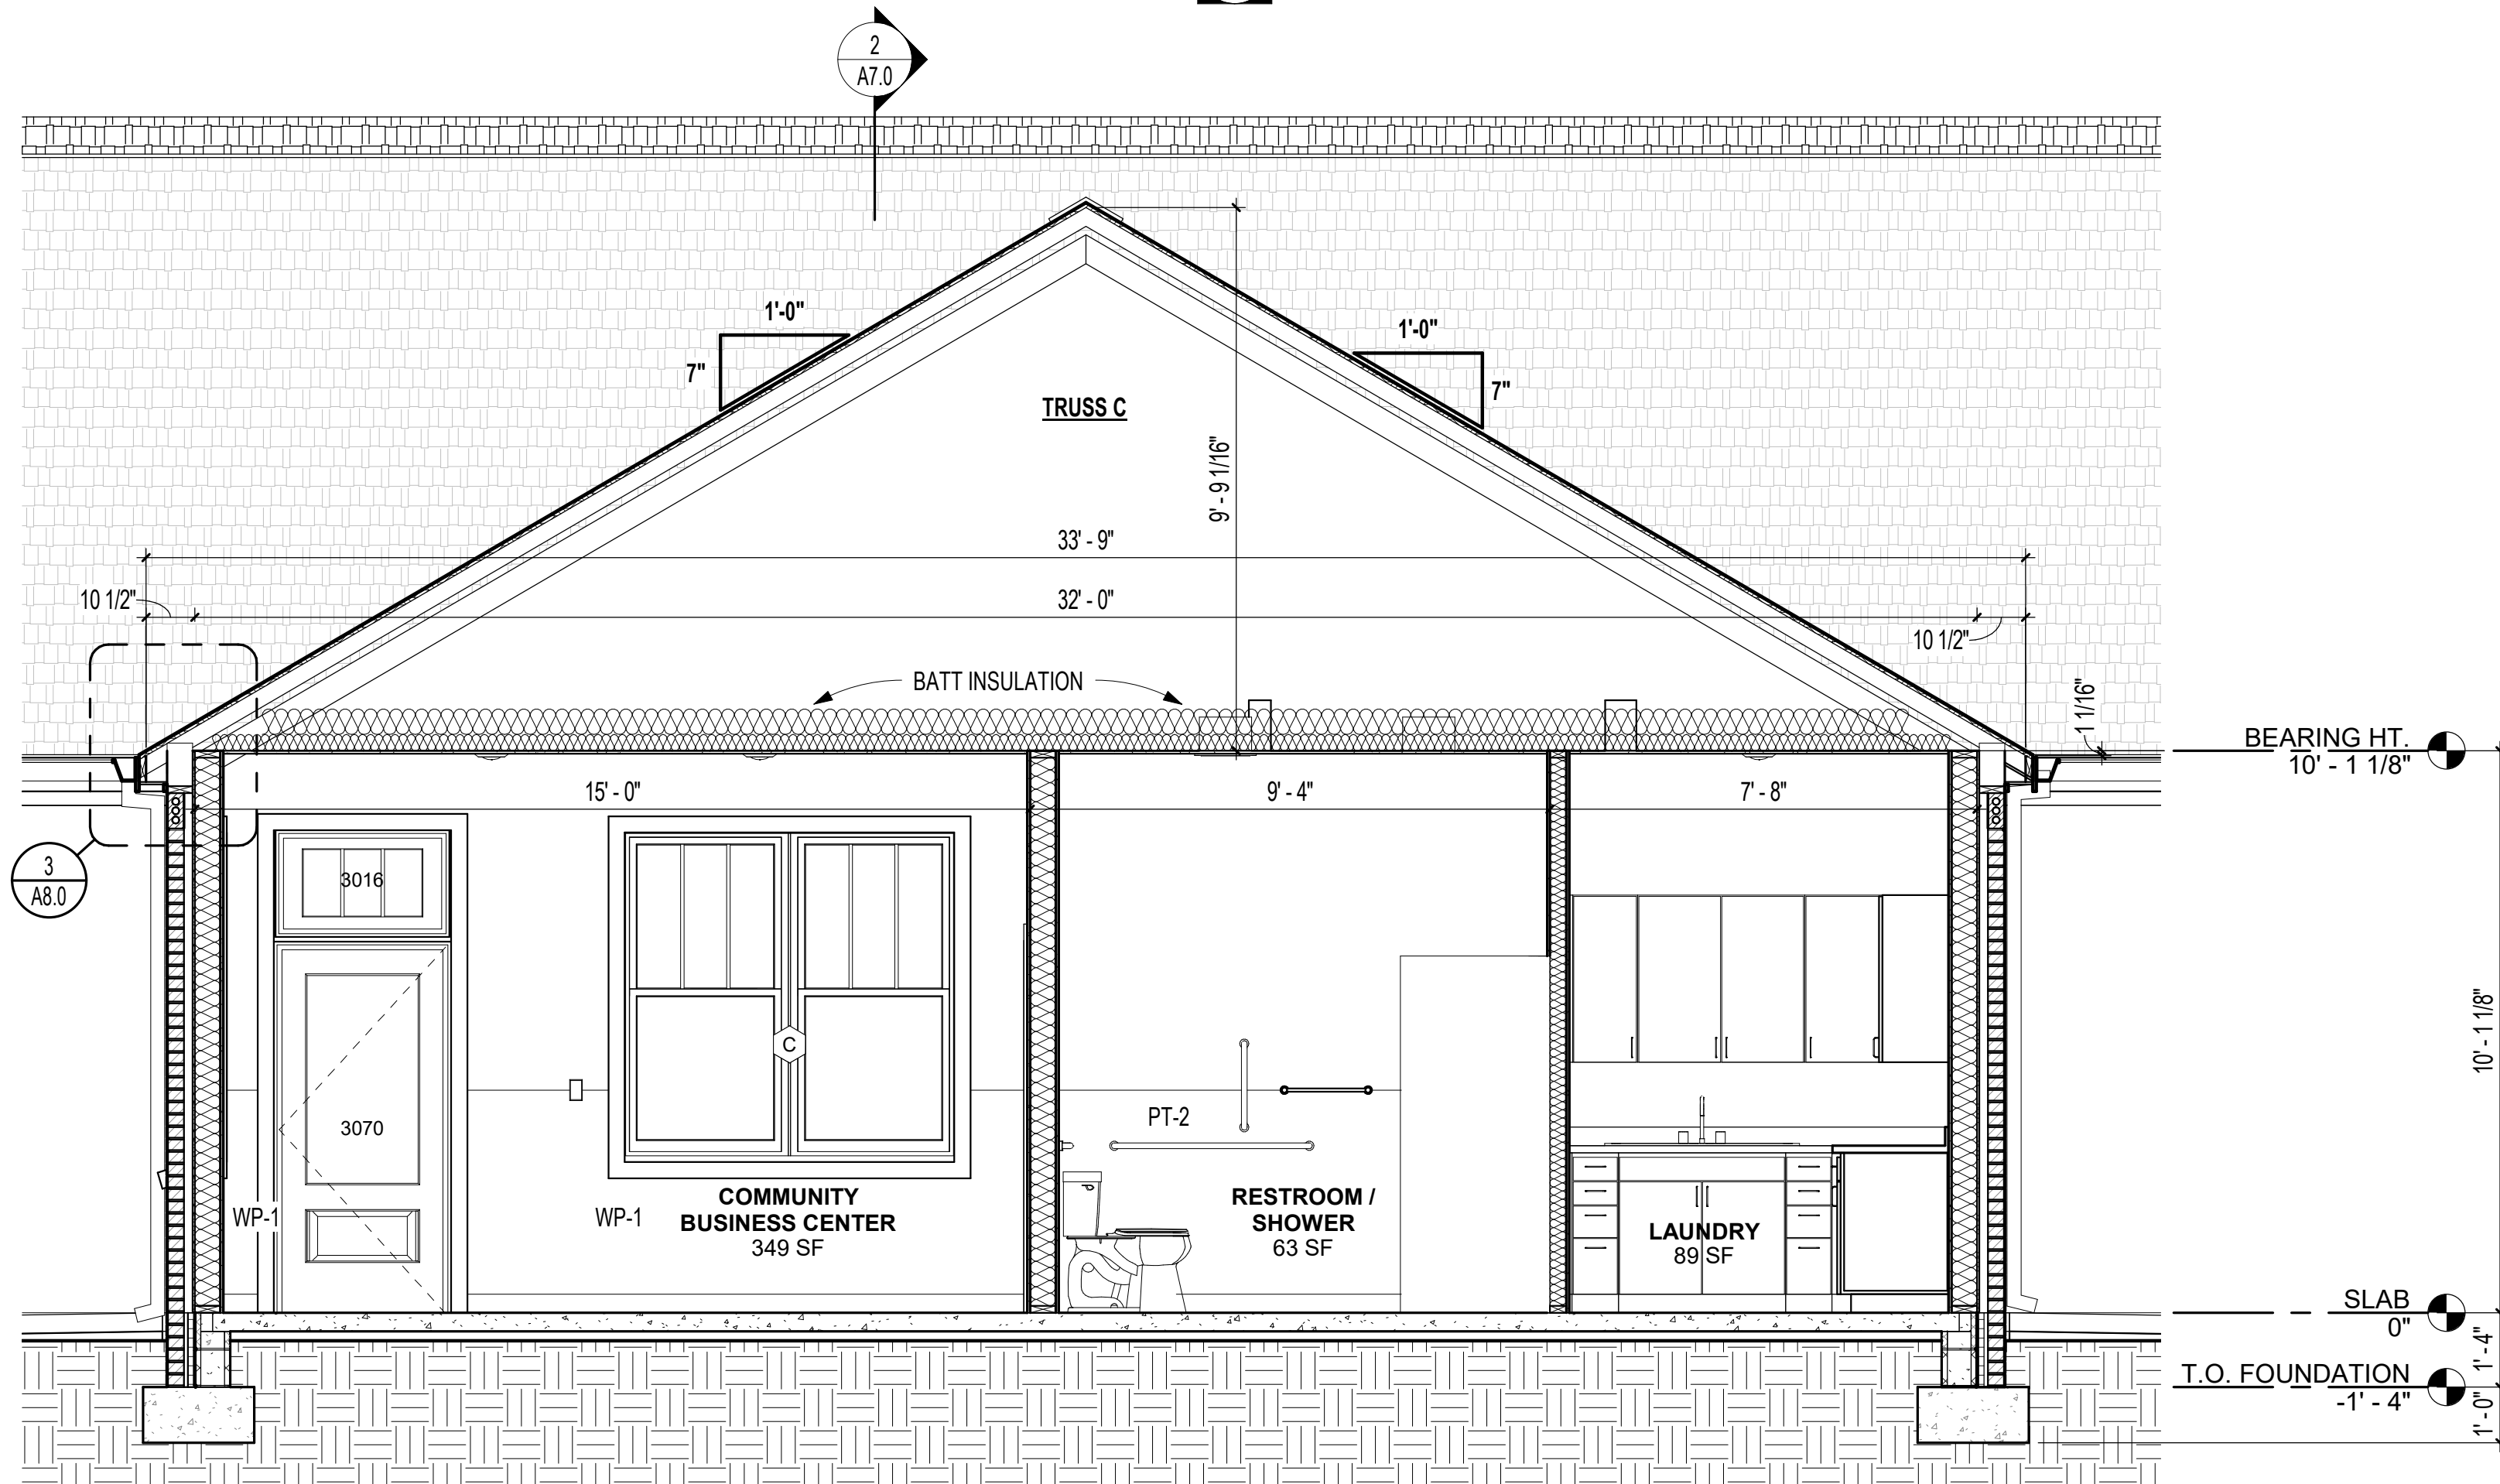 2
A7.0
1'-0"
7"
1'-0"
7"
TRUSS C
9' - 9 1/16"
33' - 9"
10 1/2"
32' - 0"
10 1/2"
BATT INSULATION
1 1/16"
BEARING HT.
10' - 1 1/8"
15' - 0"
9' - 4"
7' - 8"
3
A8.0
3016
C
10' - 1 1/8"
3070
PT-2
WP-1
WP-1
COMMUNITY
BUSINESS CENTER
349 SF
RESTROOM /
SHOWER
63 SF
LAUNDRY
89 SF
SLAB
0"
1' - 4"
T.O. FOUNDATION
-1' - 4"
1' - 0"